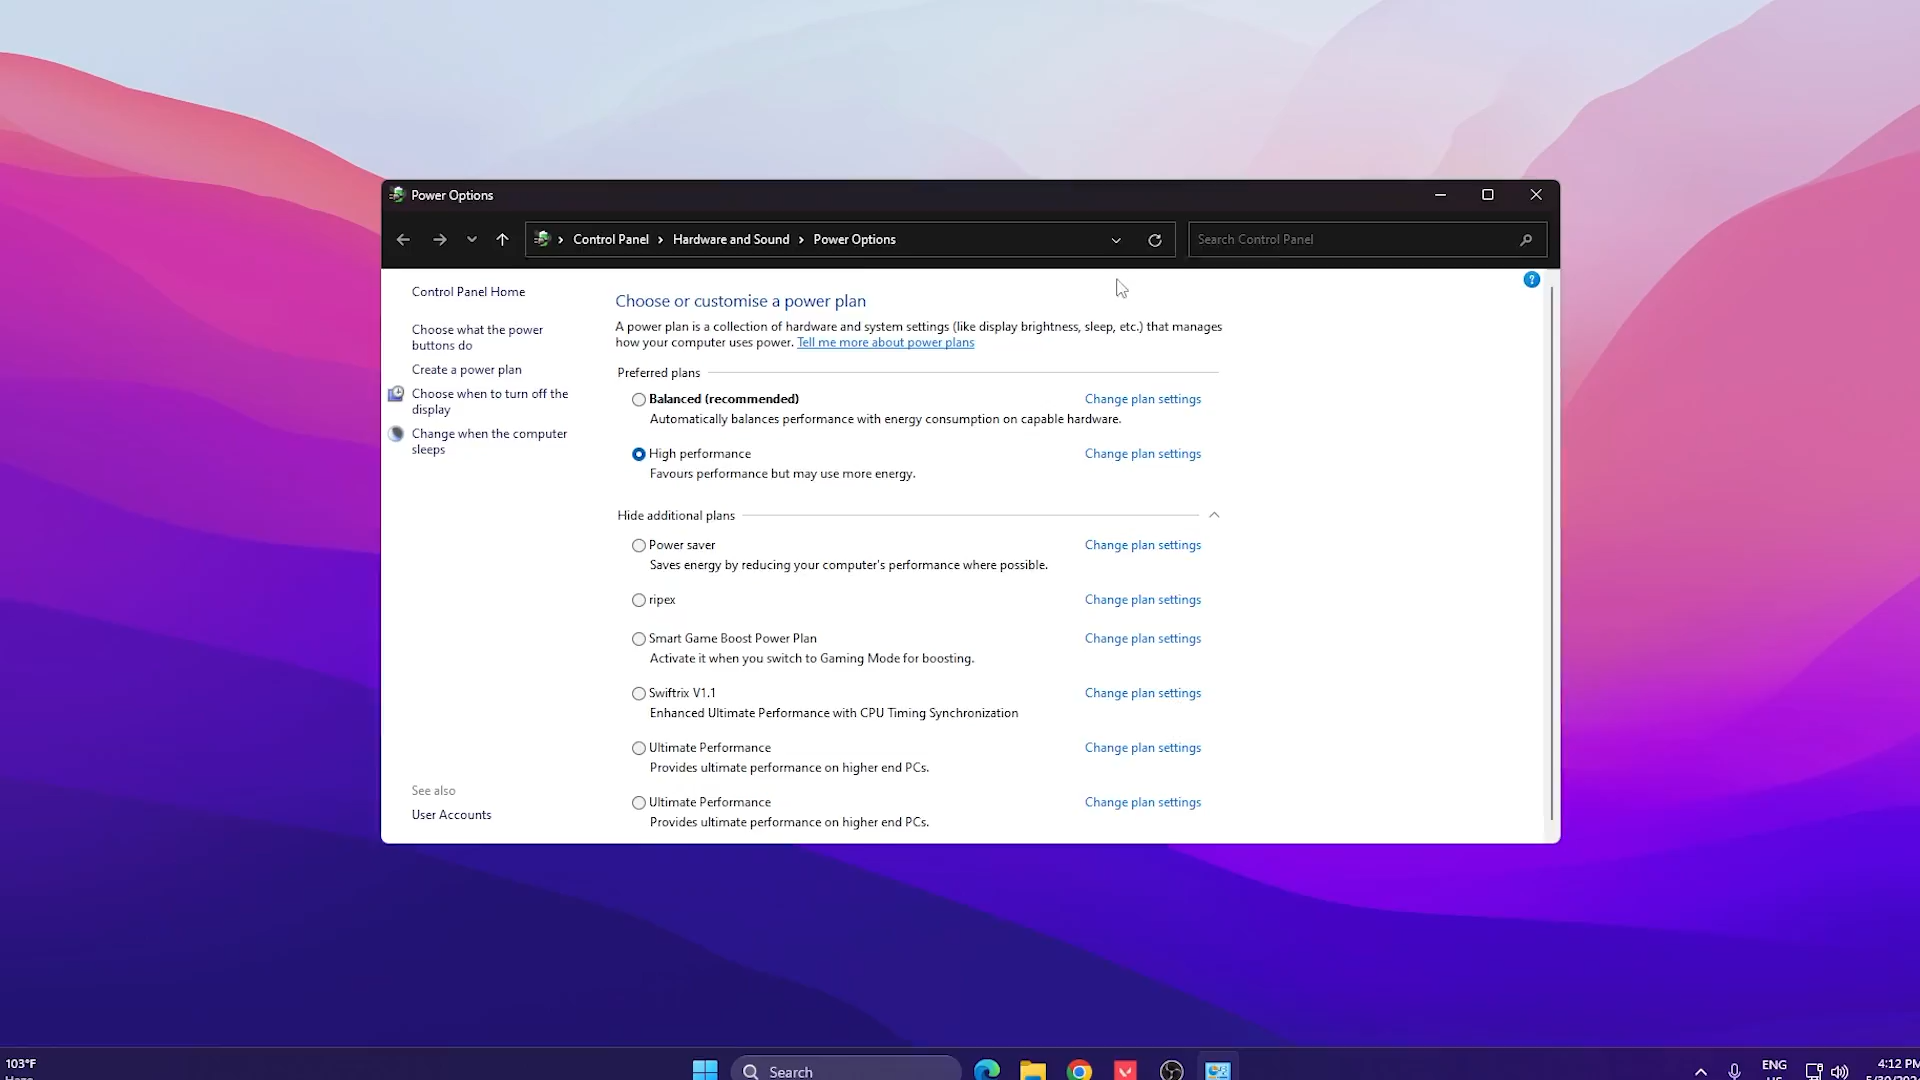 Power Options
Control Panel
Hardware and Sound
Power Options
Search Control Panel
Control Panel Home
Choose what the power
buttons do
Create a power plan
Choose when to turn off the
display
Change when the computer
sleeps
See also
User Accounts
Choose or customise a power plan
A power plan is a collection of hardware and system settings (like display brightness, sleep, etc.) that manages
how your computer uses power. Tell me more about power plans
Preferred plans
Balanced (recommended) Change plan settings
Automatically balances performance with energy consumption on capable hardware.
High performance Change plan settings
Favours performance but may use more energy.
Hide additional plans
Power saver Change plan settings
Saves energy by reducing your computer's performance where possible.
ripex Change plan settings
Smart Game Boost Power Plan Change plan settings
Activate it when you switch to Gaming Mode for boosting.
Swiftrix V1.1 Change plan settings
Enhanced Ultimate Performance with CPU Timing Synchronization
Ultimate Performance Change plan settings
Provides ultimate performance on higher end PCs.
Ultimate Performance Change plan settings
Provides ultimate performance on higher end PCs.
103°F
Search
ENG
4:12 PM